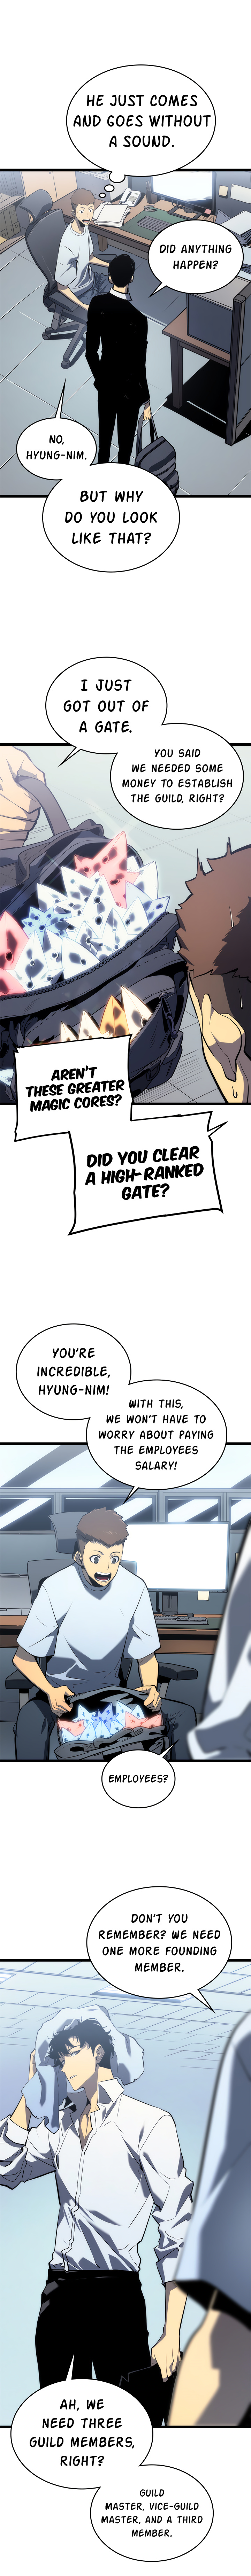 HE JUST COMES
AND GOES WITHOUT
A SOUND.
DID ANYTHING
HAPPEN?
NO,
HYUNG-NIM.
BUT WHY
DO YOU LOOK
LIKE THAT?
I JUST
GOT OUT OF
A GATE.
YOU SAID
WE NEEDED SOME
MONEY TO ESTABLISH
THE GUILD, RIGHT?
AREN'T
THESE GREATER
MAGIC CORES?
DID YOU CLEAR
A HIGH-RANKED
GATE?
YOU'RE
INCREDIBLE,
HYUNG-NIM!
WITH THIS,
WE WON'T HAVE TO
WORRY ABOUT PAYING
THE EMPLOYEES
SALARY!
EMPLOYEES?
DON'T YOU
REMEMBER? WE NEED
ONE MORE FOUNDING
MEMBER.
AH, WE
NEED THREE
GUILD MEMBERS,
RIGHT?
GUILD
MASTER, VICE-GUILD
MASTER, AND A THIRD
MEMBER.